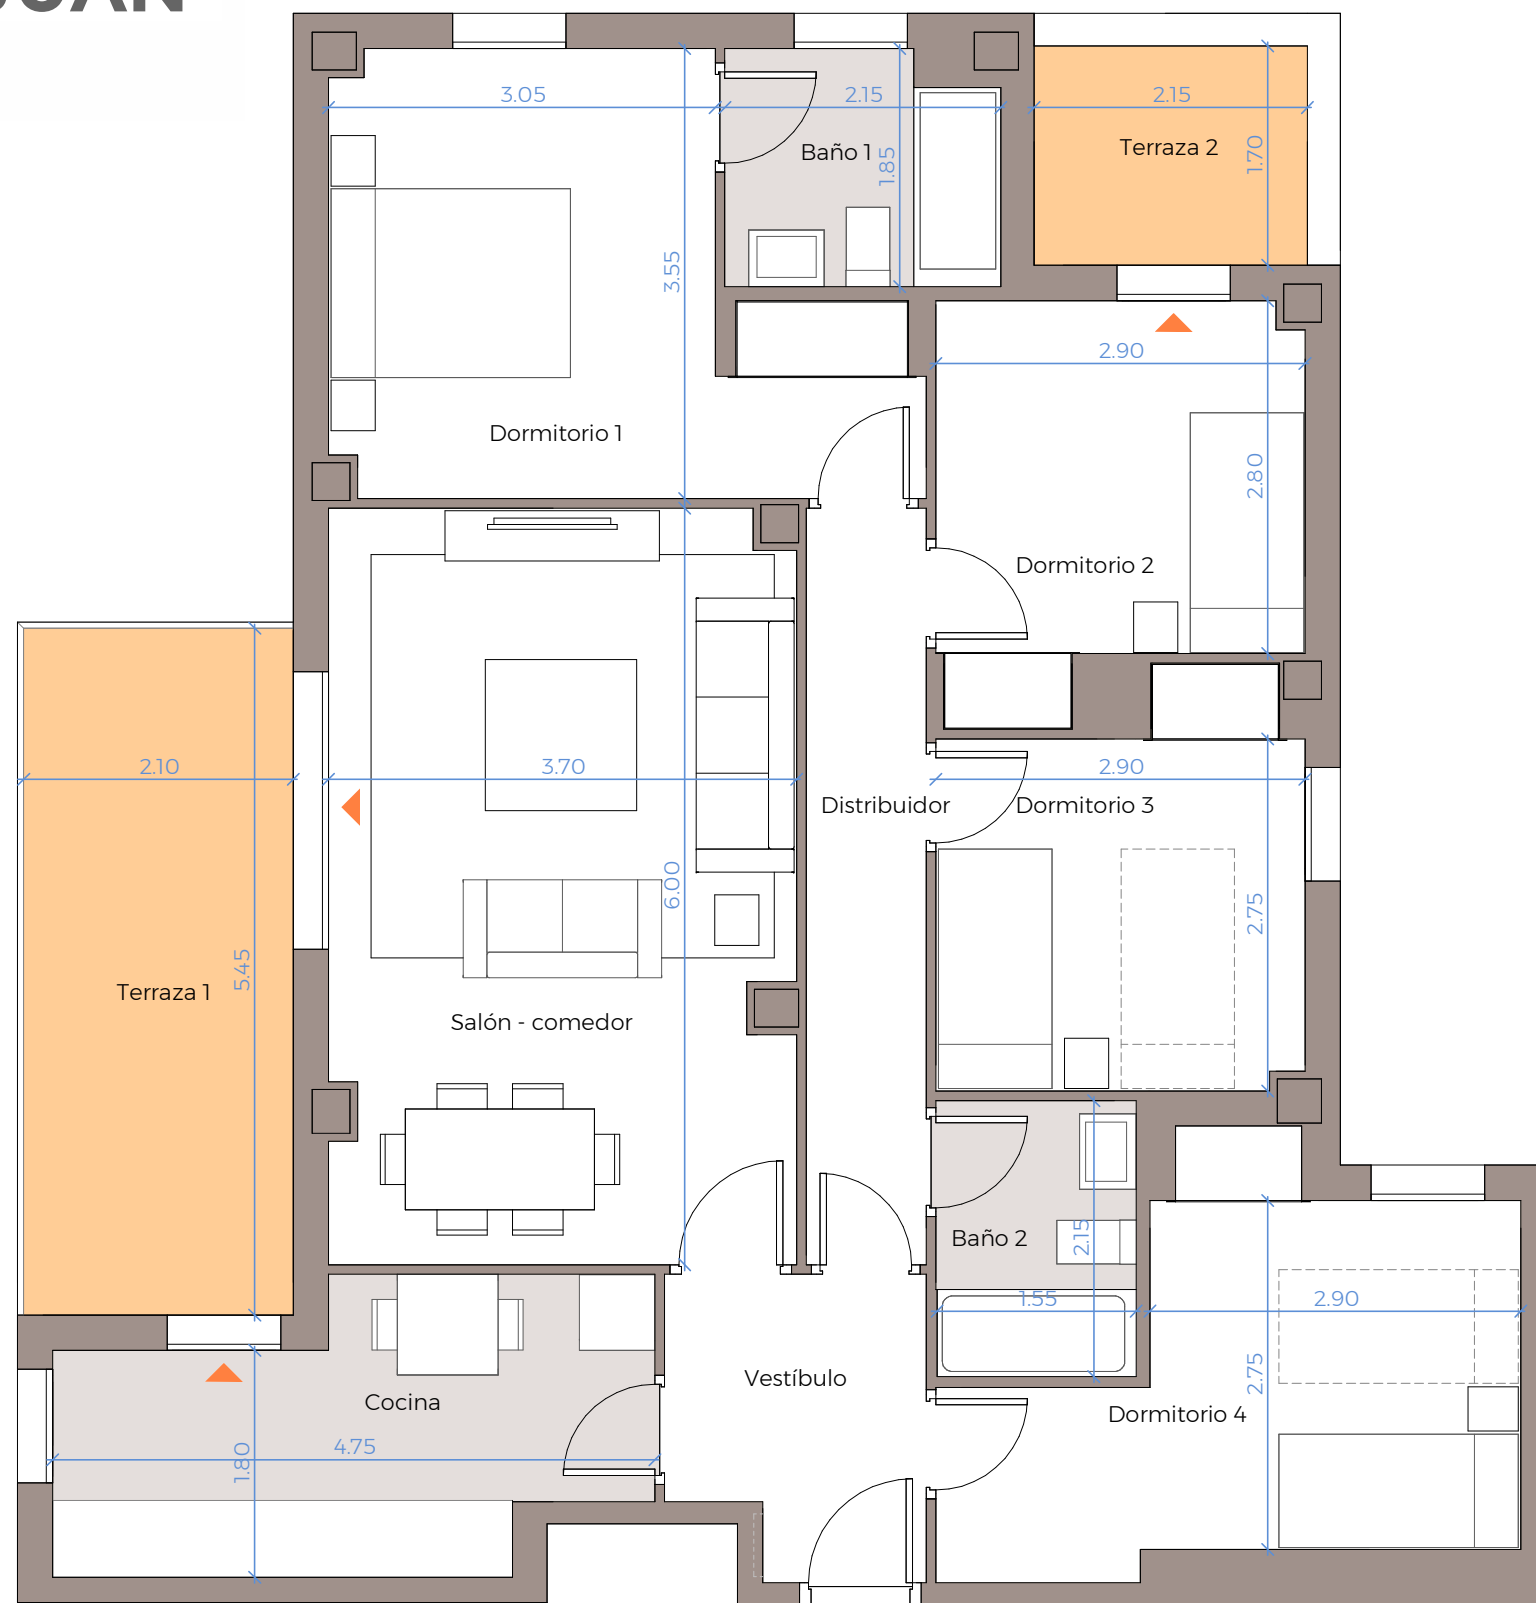 3.05
2.15
2.15
Terraza 2
Baño 1
1.85
1.70
3.55
2.90
Dormitorio 1
2.80
Dormitorio 2
2.10
3.70
2.90
Distribuidor
Dormitorio 3
6.00
2.75
5.45
Terraza 1
Salón - comedor
Baño 2
2.15
1.55
2.90
2.75
Vestíbulo
Cocina
Dormitorio 4
4.75
1.80